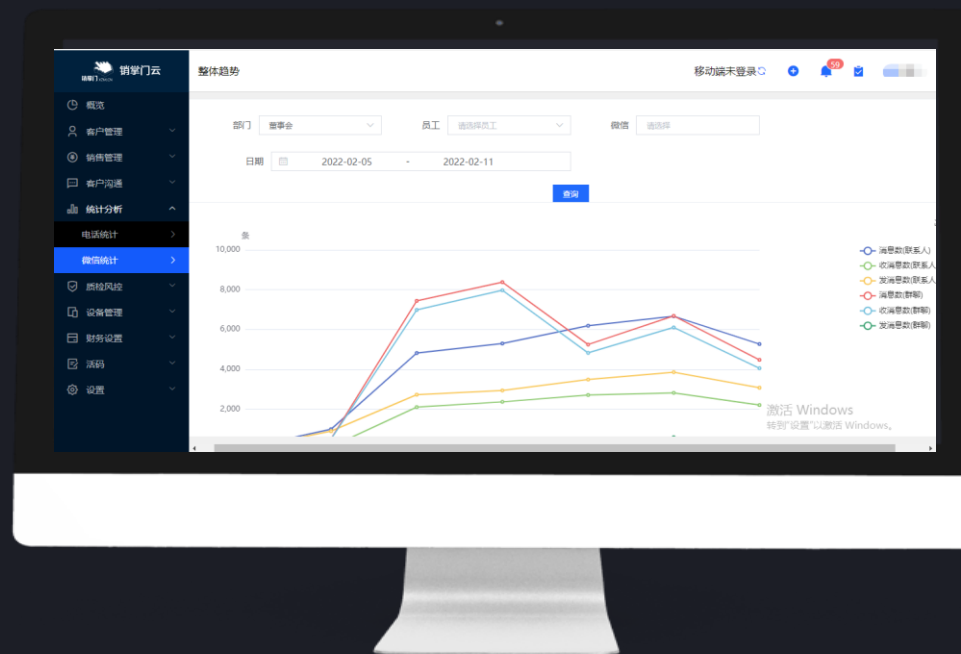 销掌门云
整体趋势
移动端未登录
59
概览
客户管理
销售管理
客户沟通
统计分析
电话统计
微信统计
质检风控
设备管理
财务设置
活码
设置
部门 董事会
员工 请选择员工
微信 请选择
日期 2022-02-05 - 2022-02-11
查询
条
10,000
8,000
6,000
4,000
2,000
消息数(联系人)
收消息数(联系人
发消息数(联系人
消息数(群聊)
收消息数(群聊)
发消息数(群聊)
激活 Windows
转到"设置"以激活 Windows。